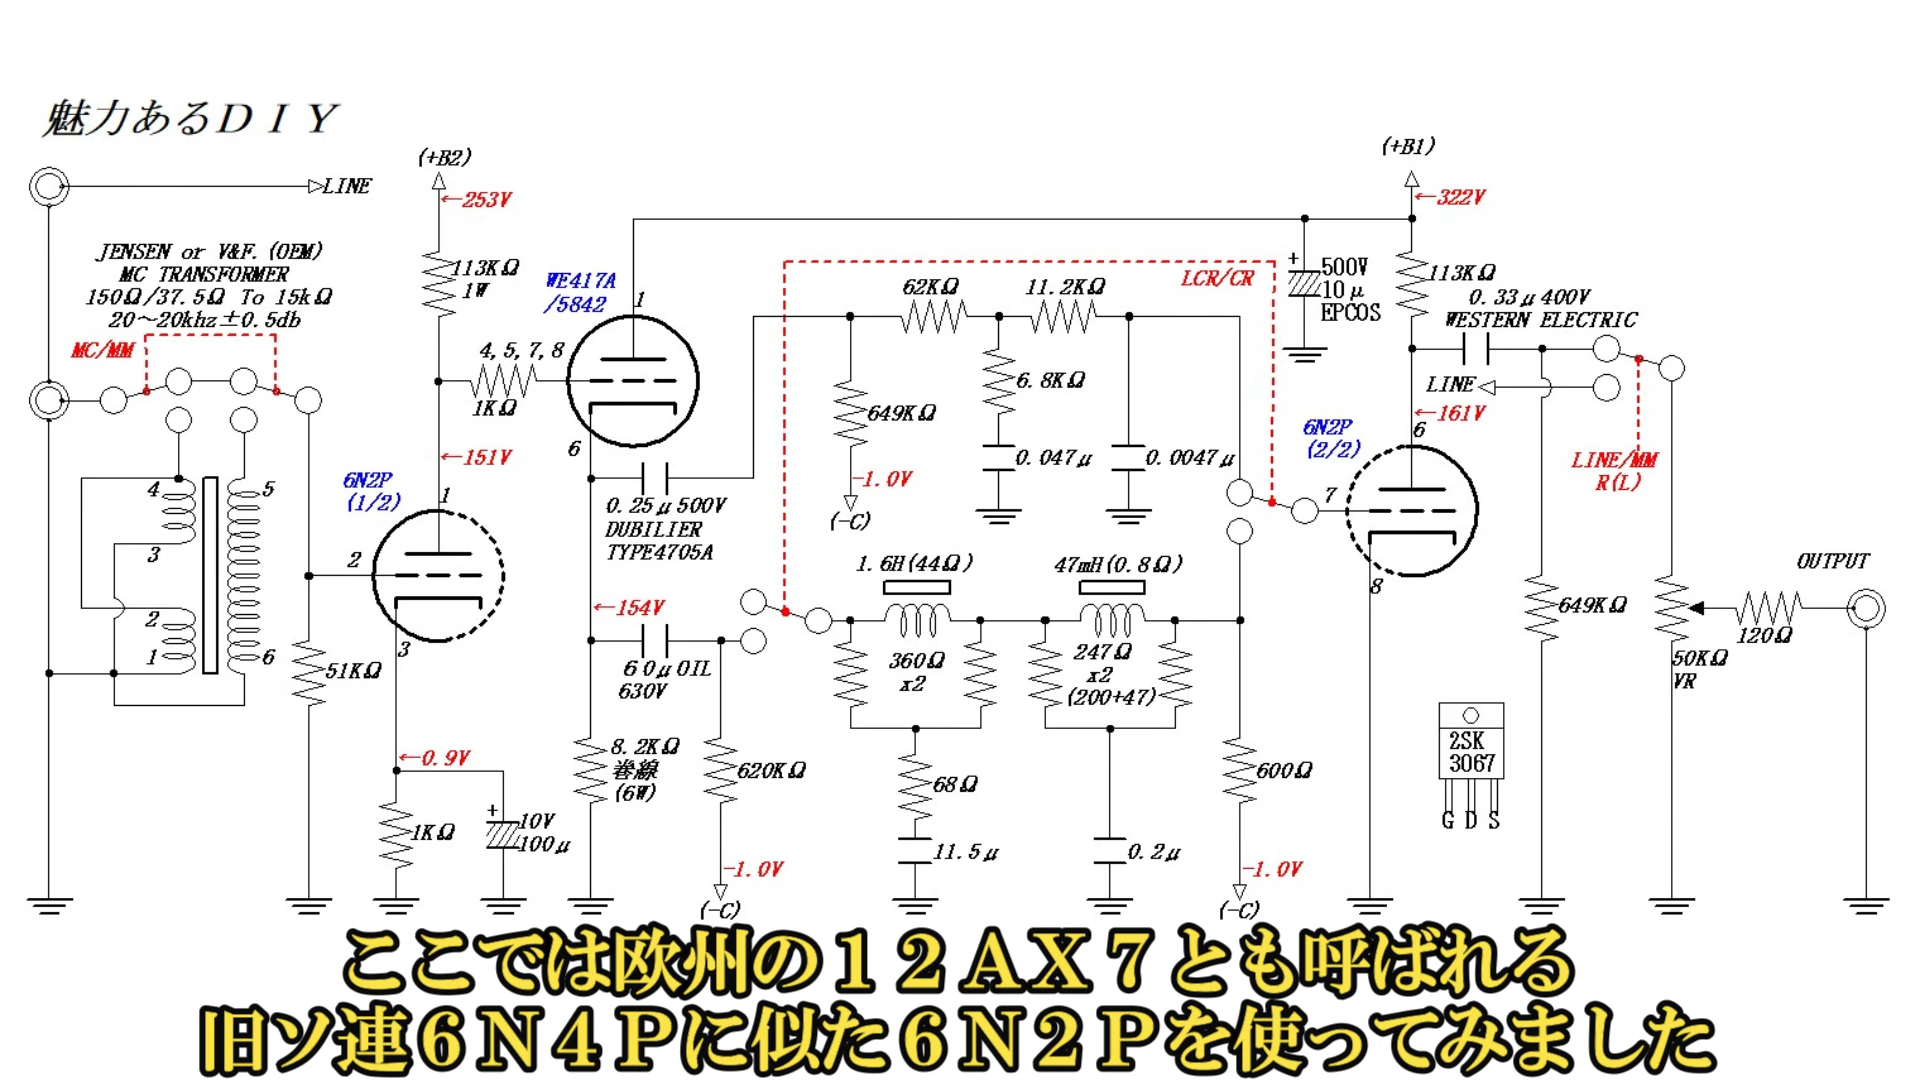 魅力あるＤＩＹ
(+B2)
(+B1)
LINE
←253V
←322V
JENSEN or V&F.(OEM)
MC TRANSFORMER
150Ω/37.5Ω To 15kΩ
20～20khz±0.5db
MC/MM
113KΩ
1W
WE417A
/5842
1
LCR/CR
62KΩ
11.2KΩ
+
500V
10μ
EPCOS
113KΩ
0.33μ400V
WESTERN ELECTRIC
4,5,7,8
1KΩ
6
649KΩ
6.8KΩ
0.047μ
0.0047μ
-1.0V
(-C)
LINE
←161V
6
6N2P
(2/2)
7
8
LINE/MM
R(L)
←151V
6N2P
(1/2)
1
2
3
4
3
2
1
5
6
51KΩ
0.25μ500V
DUBILIER
TYPE4705A
←154V
60μOIL
630V
1.6H(44Ω)
47mH(0.8Ω)
360Ω
x2
247Ω
x2
(200+47)
649KΩ
OUTPUT
120Ω
50KΩ
VR
←0.9V
1KΩ
+
10V
100μ
8.2KΩ
巻線
(6W)
620KΩ
68Ω
11.5μ
0.2μ
600Ω
-1.0V
(-C)
-1.0V
(-C)
2SK
3067
G D S
ここでは欧州の１２ＡＸ７とも呼ばれる
旧ソ連６Ｎ４Ｐに似た６Ｎ２Ｐを使ってみました